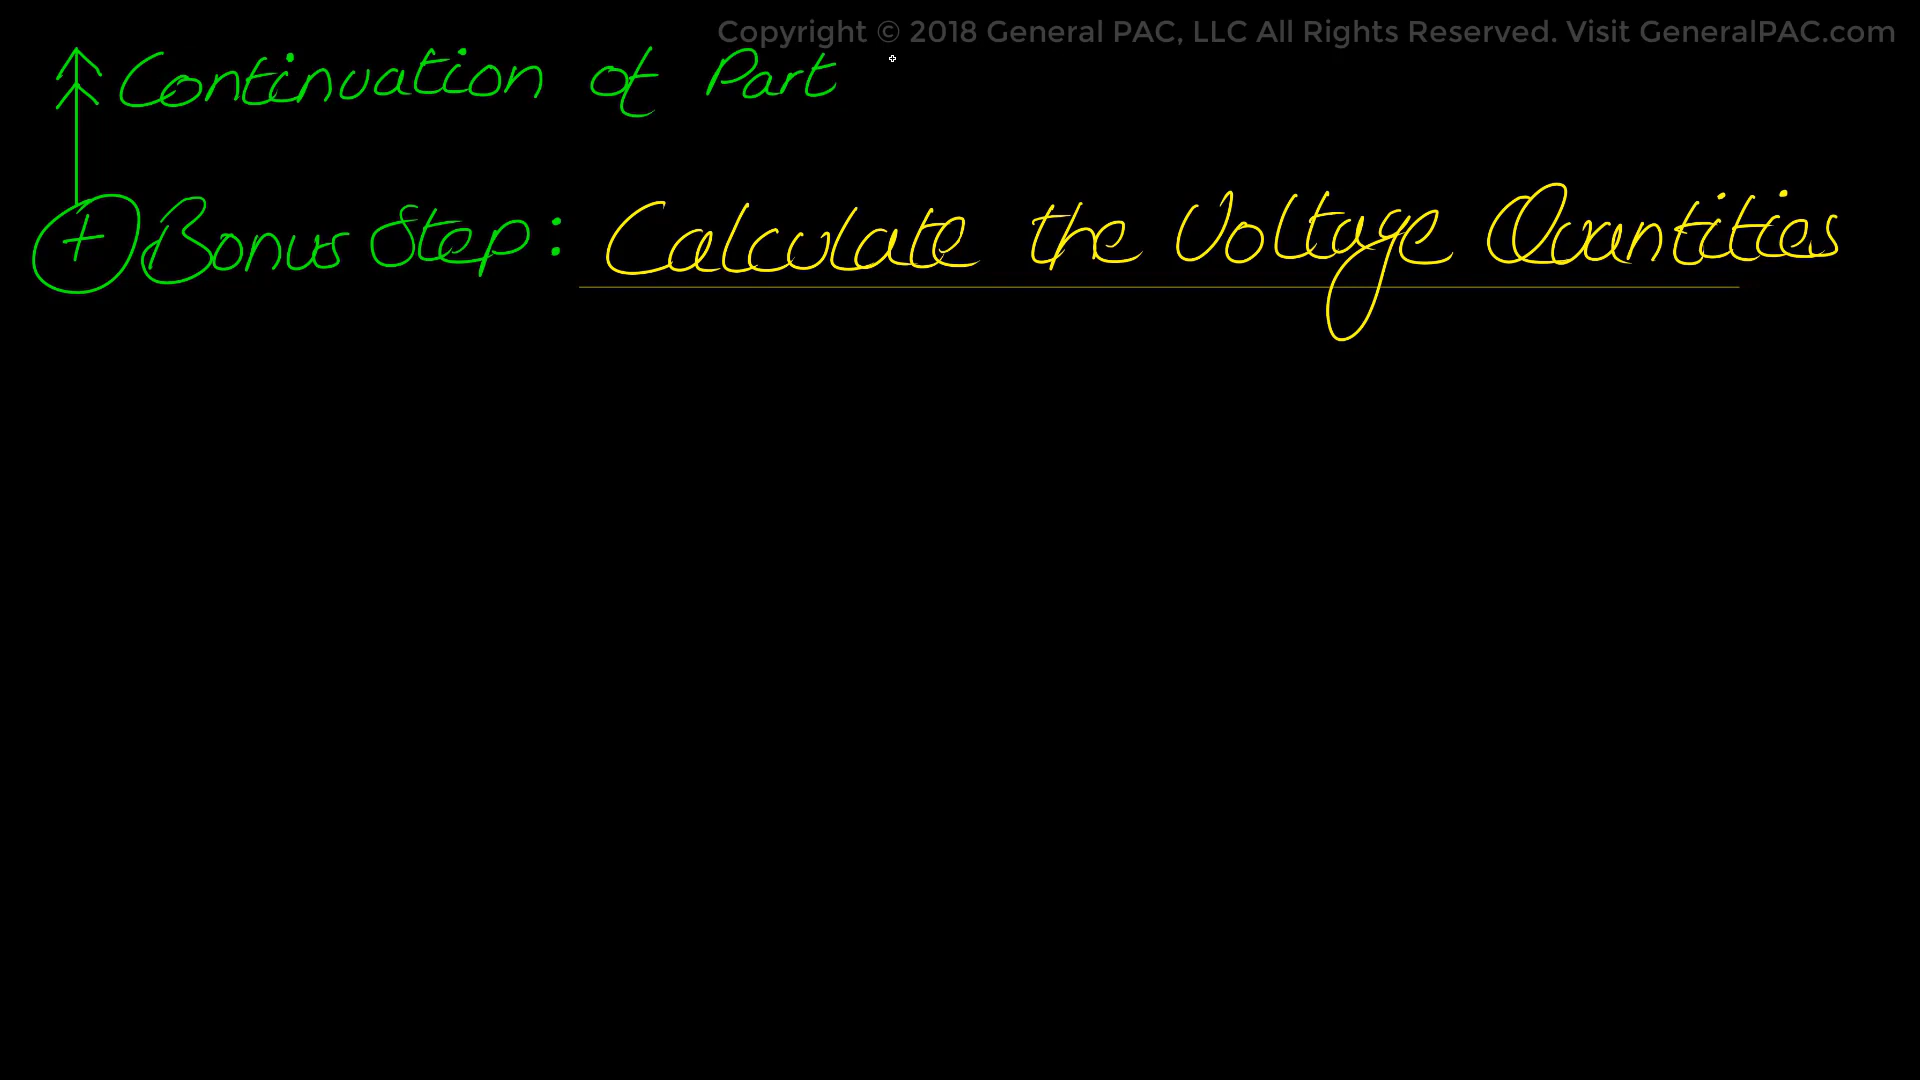 Copyright © 2018 General PAC, LLC All Rights Reserved. Visit GeneralPAC.com
Continuation of Part
+ Bonus Step: Calculate the Voltage Quantities